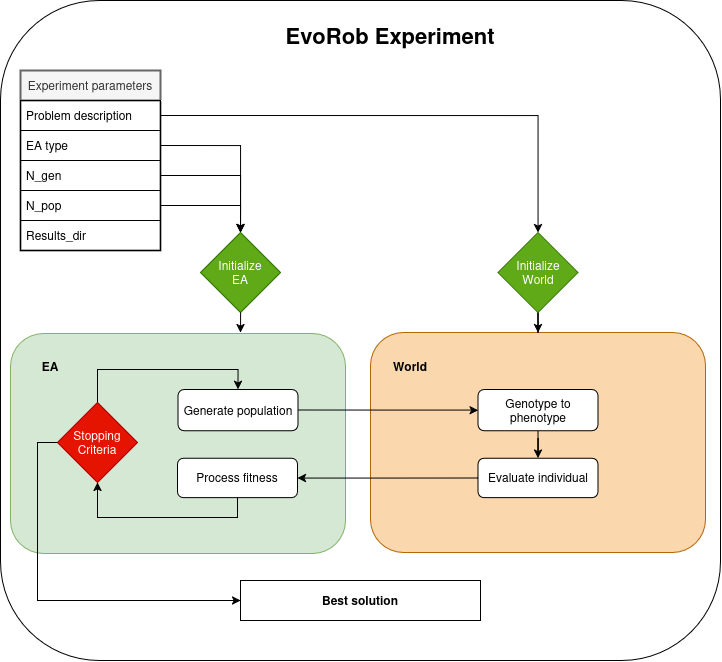 EvoRob Experiment
Experiment parameters
Problem description
EA type
N_gen
N_pop
Results_dir
Initialize
EA
Initialize
World
EA
World
Generate population
Genotype to
phenotype
Stopping
Criteria
Process fitness
Evaluate individual
Best solution